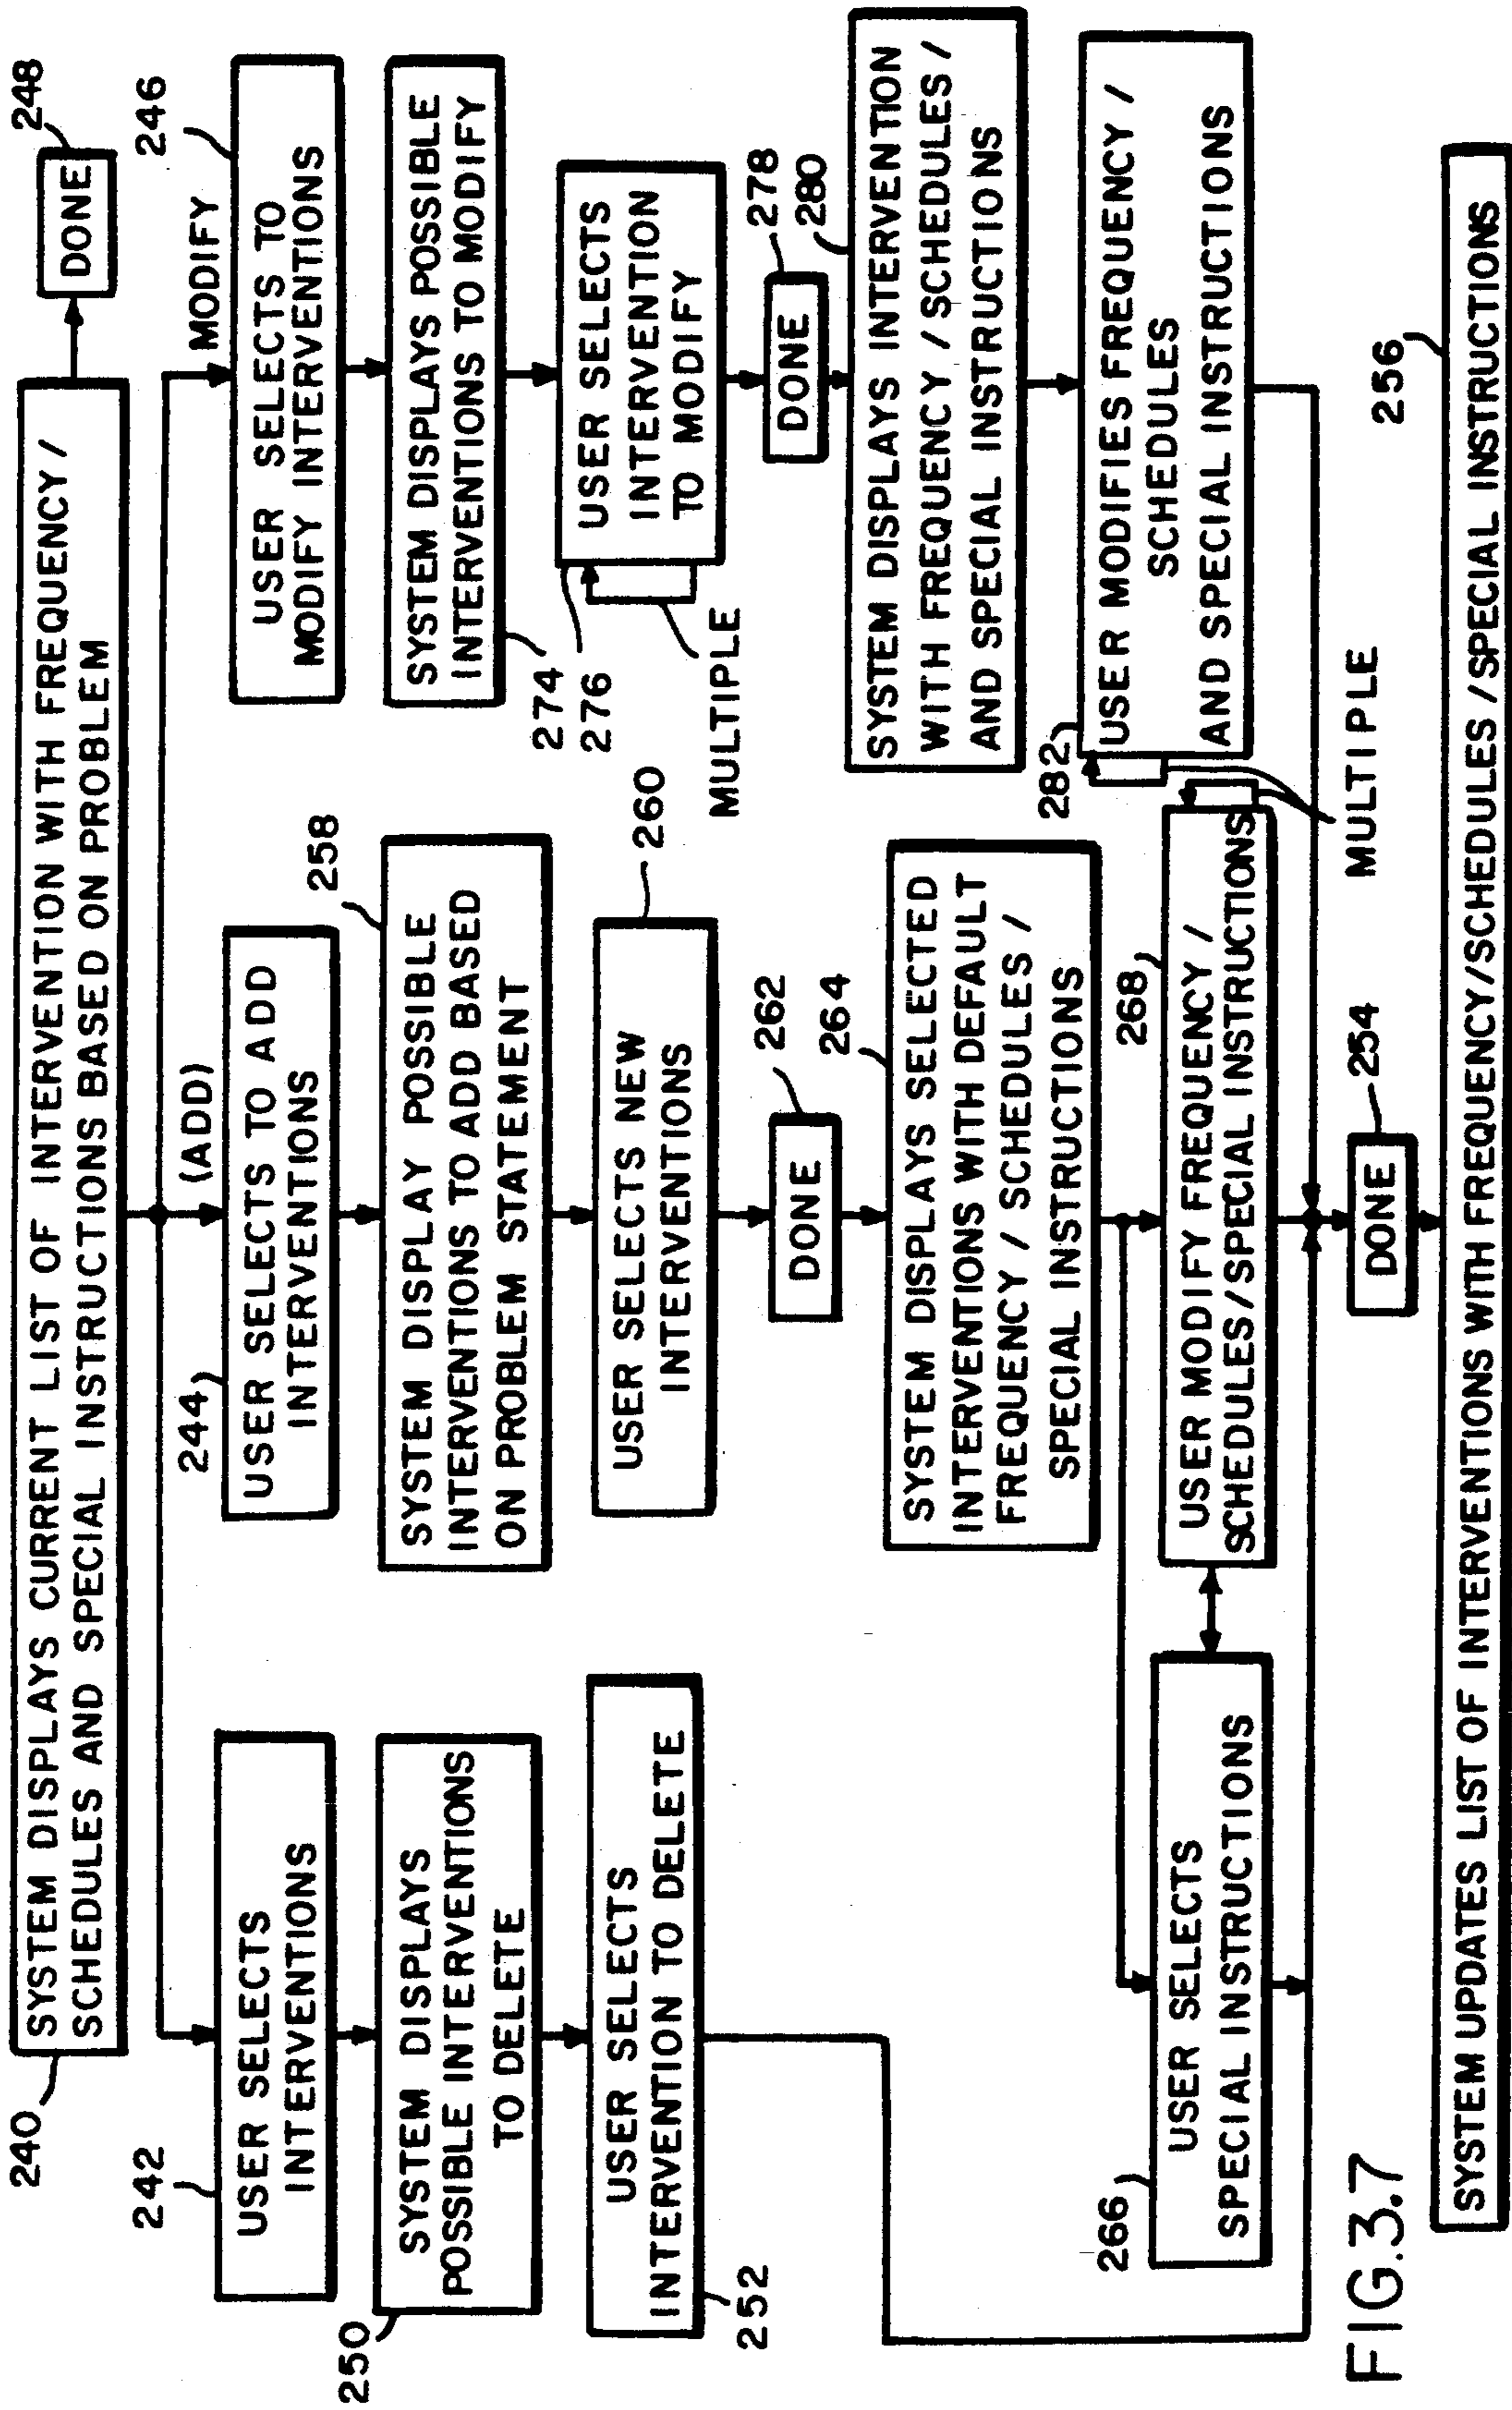 240
SYSTEM DISPLAYS CURRENT LIST OF INTERVENTION WITH FREQUENCY /
SCHEDULES AND SPECIAL INSTRUCTIONS BASED ON PROBLEM
DONE
248
242
USER SELECTS
INTERVENTIONS
250
SYSTEM DISPLAYS
POSSIBLE INTERVENTIONS
TO DELETE
USER SELECTS
INTERVENTION TO DELETE
252
(ADD)
244
USER SELECTS TO ADD
INTERVENTIONS
258
SYSTEM DISPLAY POSSIBLE
INTERVENTIONS TO ADD BASED
ON PROBLEM STATEMENT
260
USER SELECTS NEW
INTERVENTIONS
262
DONE
264
SYSTEM DISPLAYS SELECTED
INTERVENTIONS WITH DEFAULT
FREQUENCY / SCHEDULES /
SPECIAL INSTRUCTIONS
266
USER SELECTS
SPECIAL INSTRUCTIONS
268
USER MODIFY FREQUENCY /
SCHEDULES/SPECIAL INSTRUCTIONS
MODIFY
246
USER SELECTS TO
MODIFY INTERVENTIONS
SYSTEM DISPLAYS POSSIBLE
INTERVENTIONS TO MODIFY
274
276
USER SELECTS
INTERVENTION
TO MODIFY
MULTIPLE
278
DONE
280
SYSTEM DISPLAYS INTERVENTION
WITH FREQUENCY / SCHEDULES /
AND SPECIAL INSTRUCTIONS
282
USER MODIFIES FREQUENCY /
SCHEDULES
AND SPECIAL INSTRUCTIONS
MULTIPLE
DONE
254
256
SYSTEM UPDATES LIST OF INTERVENTIONS WITH FREQUENCY/SCHEDULES /SPECIAL INSTRUCTIONS
FIG.3.7